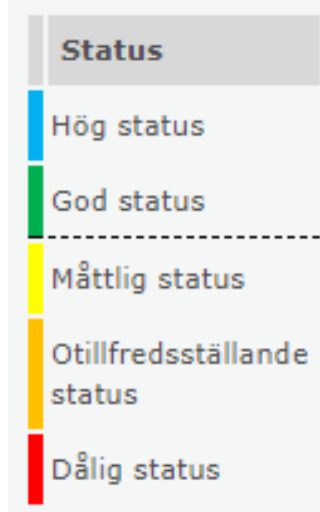 Status
Hög status
God status
Måttlig status
Otillfredsställande
status
Dålig status